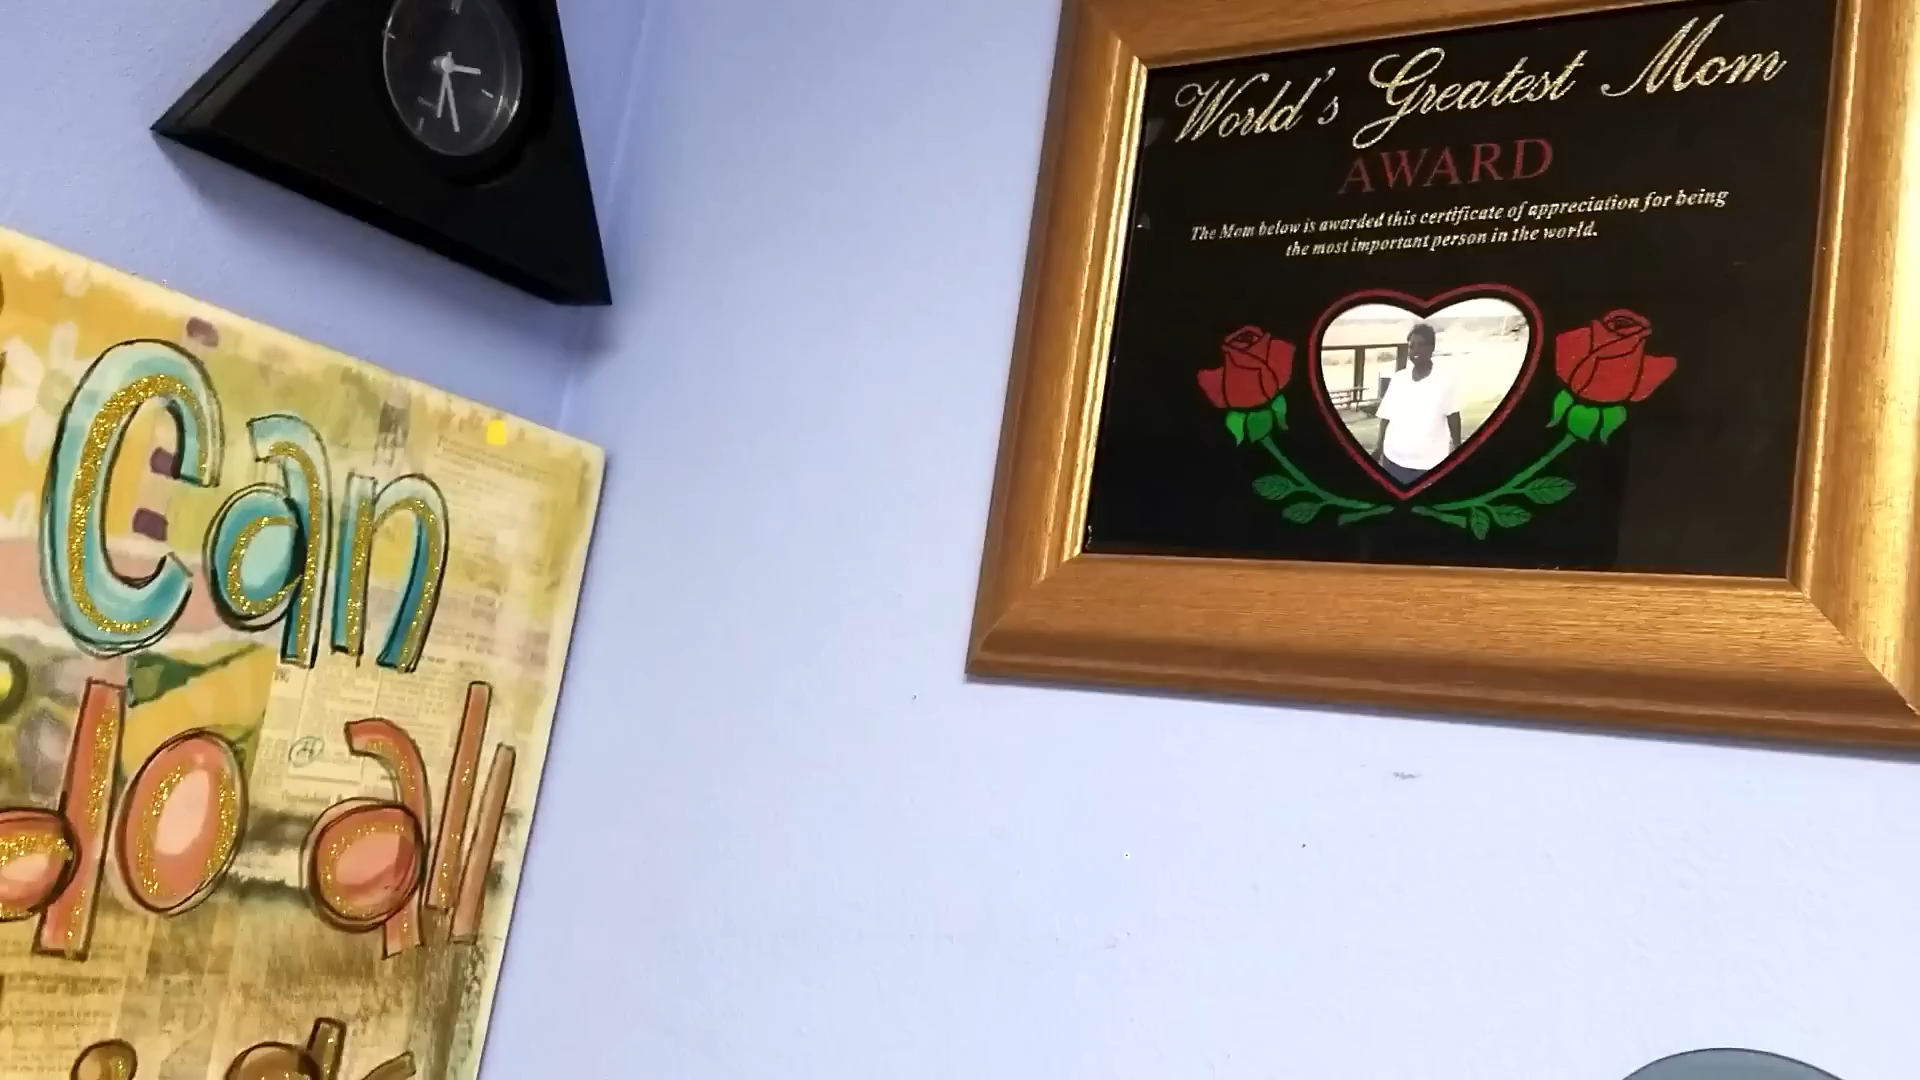 Can
do all
World's Greatest Mom
AWARD
The Mom below is awarded this certificate of appreciation for being
the most important person in the world.